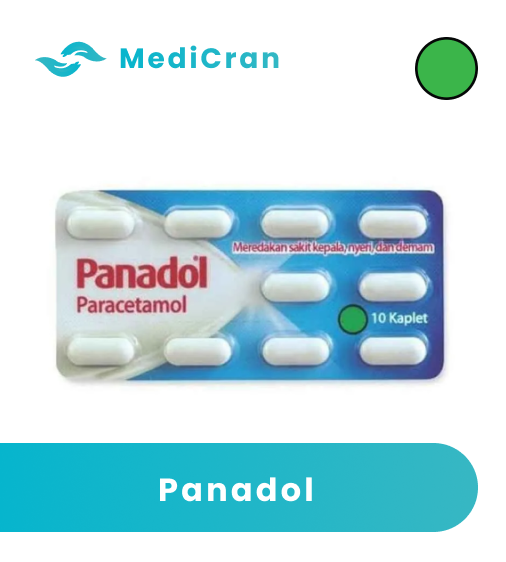 MediCran
Meredakan sakit kepala, nyeri, dan demam
Panadol
Paracetamol
10 Kaplet
Panadol